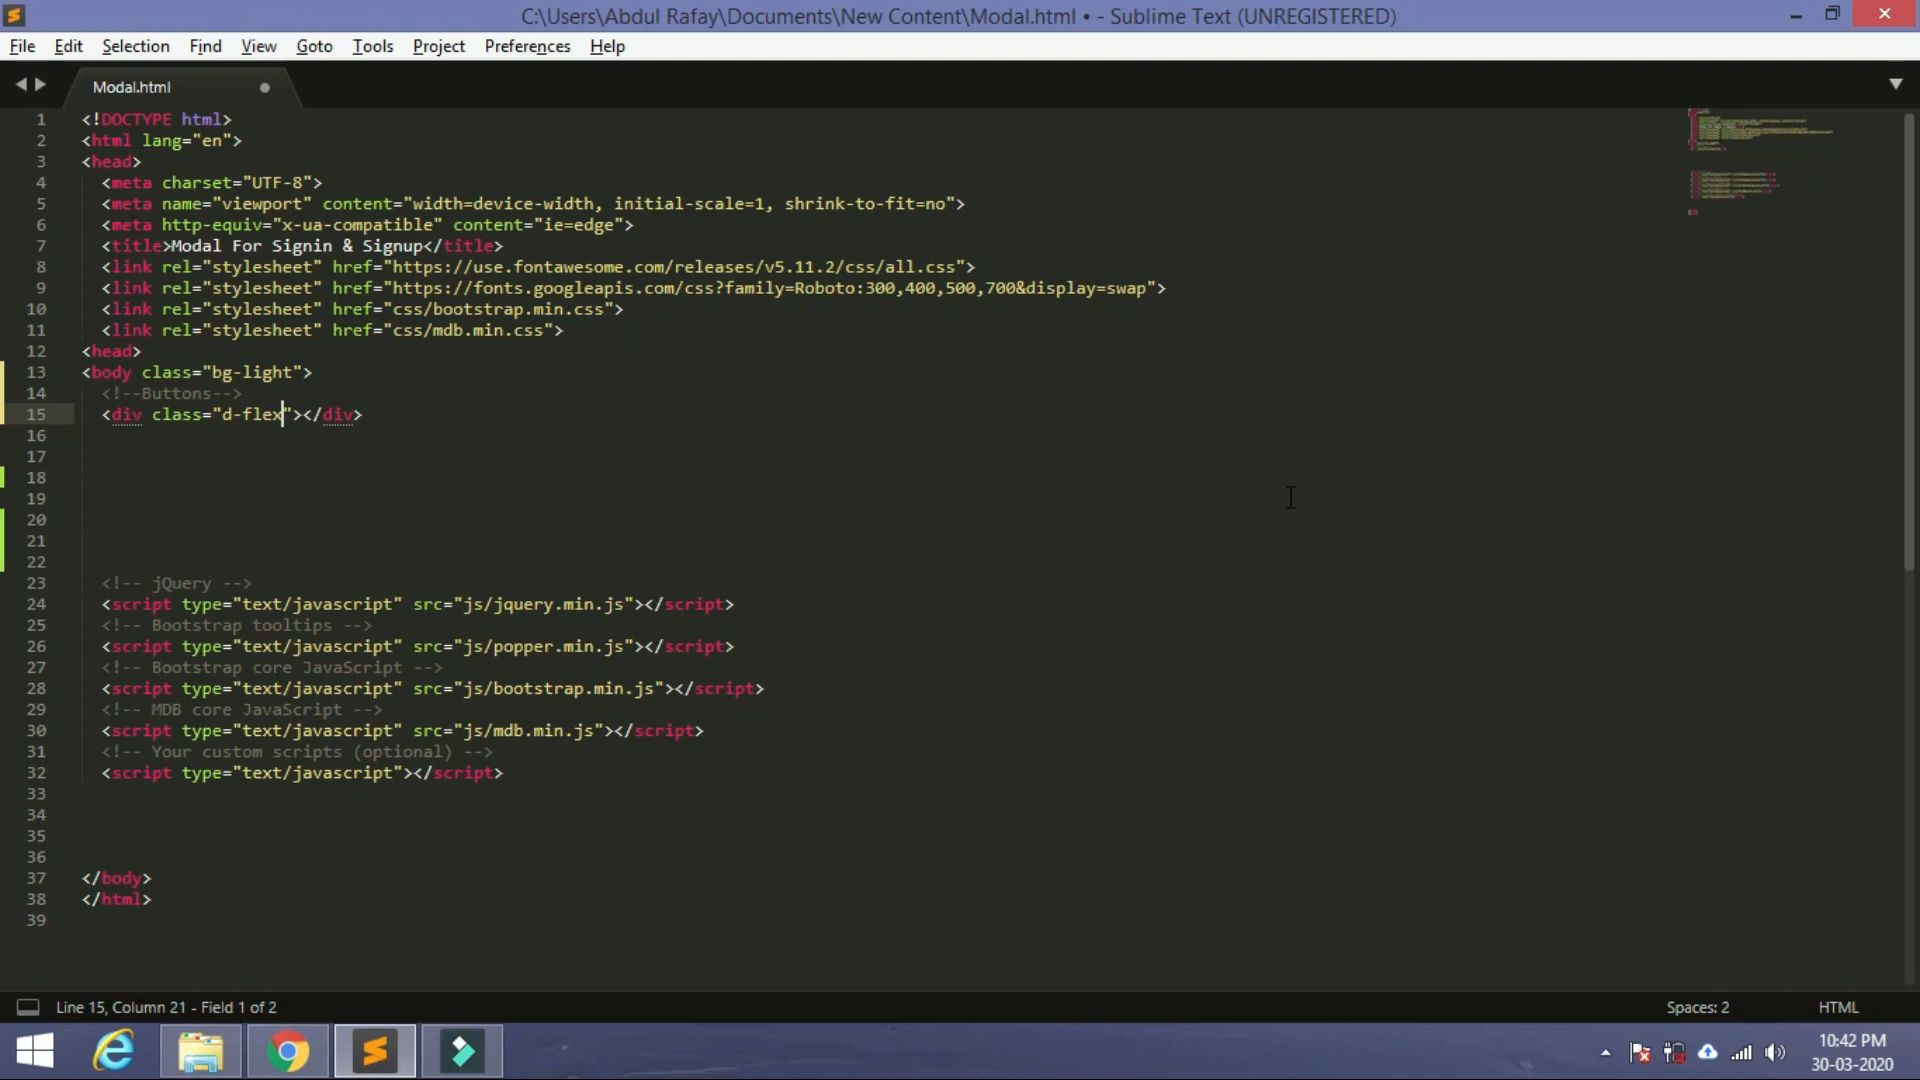 C:\Users\Abdul Rafay\Documents\New Content\Modal.html • - Sublime Text (UNREGISTERED)
File Edit Selection Find View Goto Tools Project Preferences Help
Modal.html
1 <!DOCTYPE html>
2 <html lang="en">
3 <head>
4 <meta charset="UTF-8">
5 <meta name="viewport" content="width=device-width, initial-scale=1, shrink-to-fit=no">
6 <meta http-equiv="x-ua-compatible" content="ie=edge">
7 <title>Modal For Signin & Signup</title>
8 <link rel="stylesheet" href="https://use.fontawesome.com/releases/v5.11.2/css/all.css">
9 <link rel="stylesheet" href="https://fonts.googleapis.com/css?family=Roboto:300,400,500,700&display=swap">
10 <link rel="stylesheet" href="css/bootstrap.min.css">
11 <link rel="stylesheet" href="css/mdb.min.css">
12 <head>
13 <body class="bg-light">
14 <!--Buttons-->
15 <div class="d-flex"></div>
16
17
18
19
20
21
22
23 <!-- jQuery -->
24 <script type="text/javascript" src="js/jquery.min.js"></script>
25 <!-- Bootstrap tooltips -->
26 <script type="text/javascript" src="js/popper.min.js"></script>
27 <!-- Bootstrap core JavaScript -->
28 <script type="text/javascript" src="js/bootstrap.min.js"></script>
29 <!-- MDB core JavaScript -->
30 <script type="text/javascript" src="js/mdb.min.js"></script>
31 <!-- Your custom scripts (optional) -->
32 <script type="text/javascript"></script>
33
34
35
36
37 </body>
38 </html>
39
Line 15, Column 21 - Field 1 of 2 Spaces: 2 HTML
10:42 PM
30-03-2020